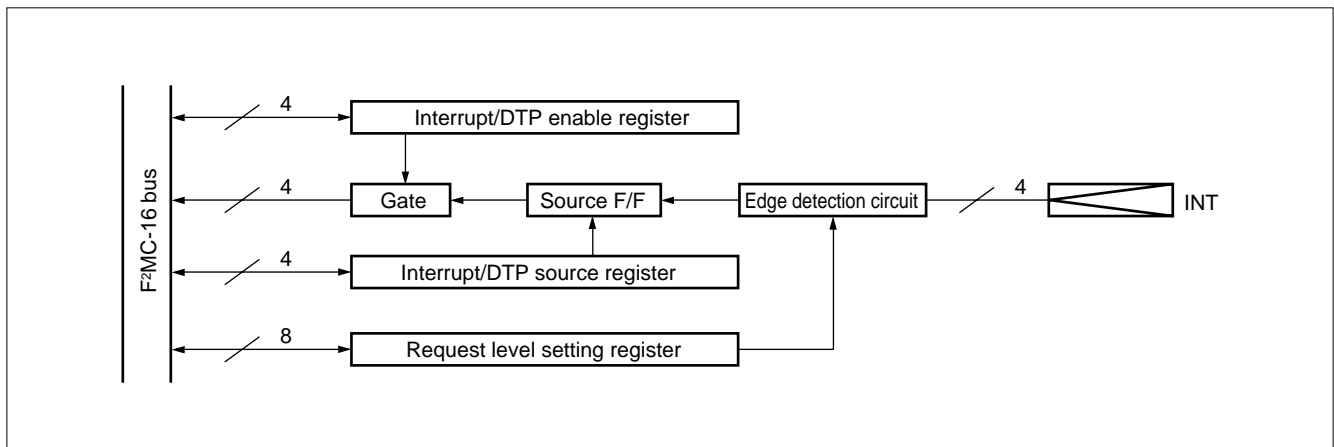 F²MC-16 bus
4
Interrupt/DTP enable register
4
Gate
Source F/F
Edge detection circuit
4
INT
4
Interrupt/DTP source register
8
Request level setting register